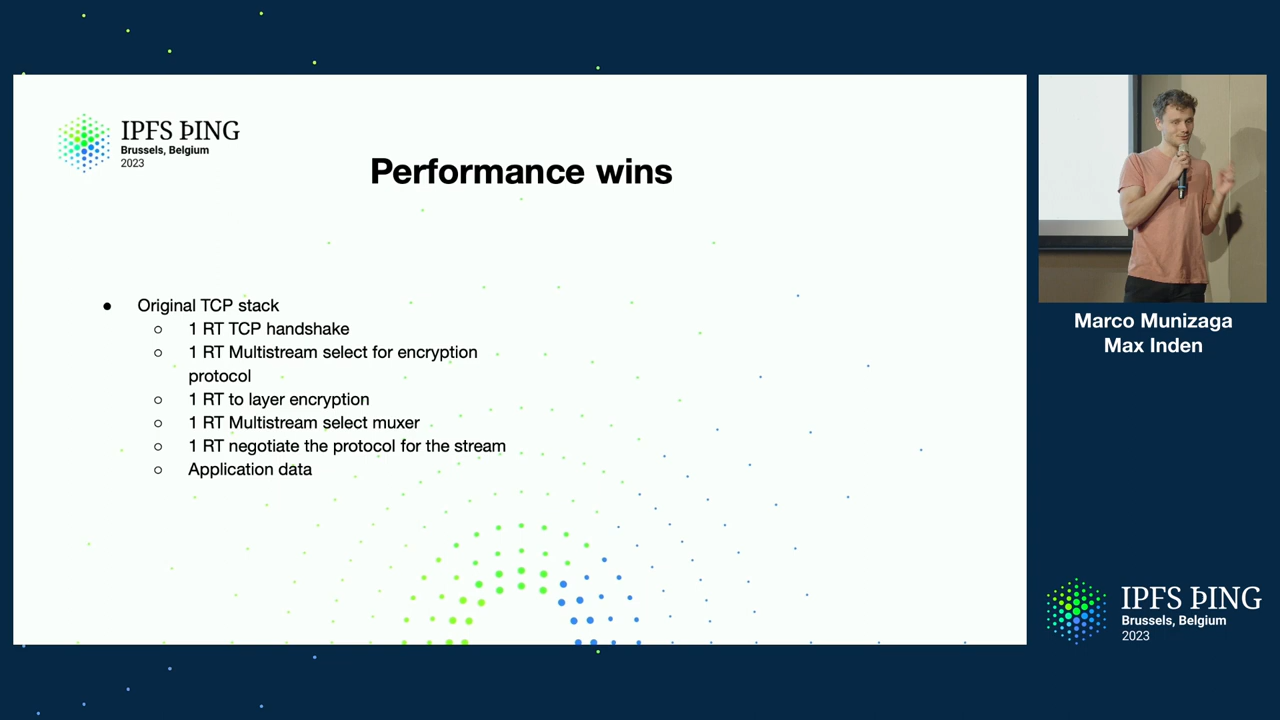 IPFS ÞING
Brussels, Belgium
2023
Performance wins
● Original TCP stack
○ 1 RT TCP handshake
○ 1 RT Multistream select for encryption
protocol
○ 1 RT to layer encryption
○ 1 RT Multistream select muxer
○ 1 RT negotiate the protocol for the stream
○ Application data
Marco Munizaga
Max Inden
IPFS ÞING
Brussels, Belgium
2023